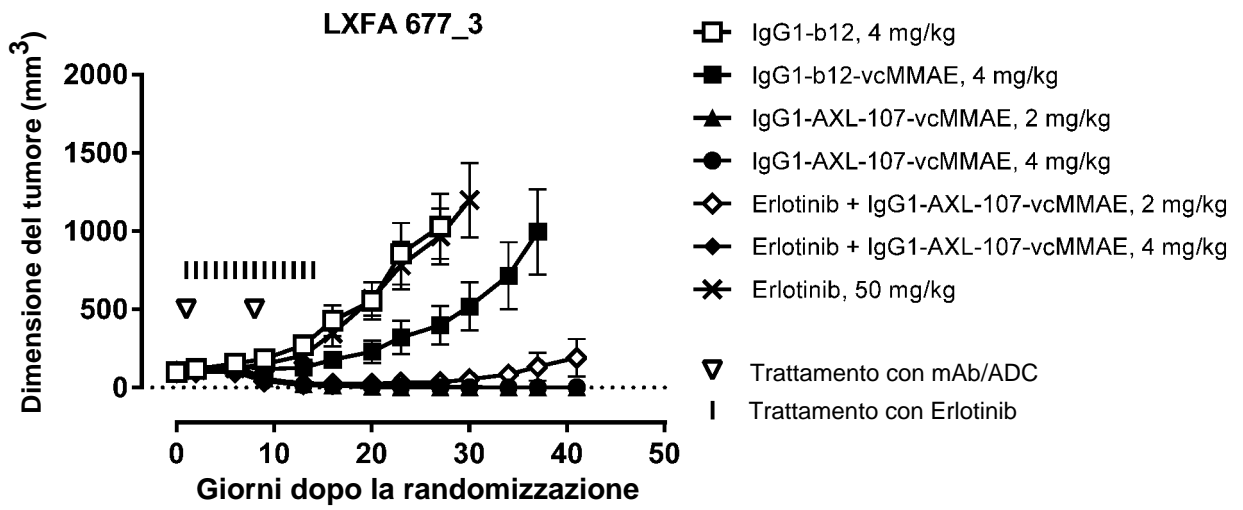 LXFA 677_3
Dimensione del tumore (mm³)
2000
1500
1000
500
0
0 10 20 30 40 50
Giorni dopo la randomizzazione
IgG1-b12, 4 mg/kg
IgG1-b12-vcMMAE, 4 mg/kg
IgG1-AXL-107-vcMMAE, 2 mg/kg
IgG1-AXL-107-vcMMAE, 4 mg/kg
Erlotinib + IgG1-AXL-107-vcMMAE, 2 mg/kg
Erlotinib + IgG1-AXL-107-vcMMAE, 4 mg/kg
Erlotinib, 50 mg/kg
Trattamento con mAb/ADC
Trattamento con Erlotinib